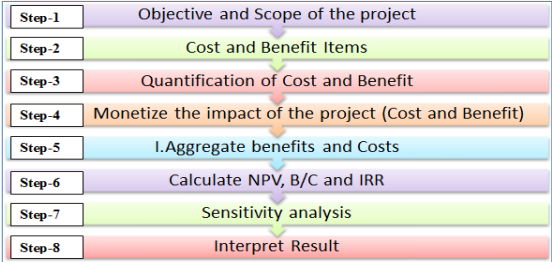 Step-1 Objective and Scope of the project
Step-2 Cost and Benefit Items
Step-3 Quantification of Cost and Benefit
Step-4 Monetize the impact of the project (Cost and Benefit)
Step-5 I.Aggregate benefits and Costs
Step-6 Calculate NPV, B/C and IRR
Step-7 Sensitivity analysis
Step-8 Interpret Result